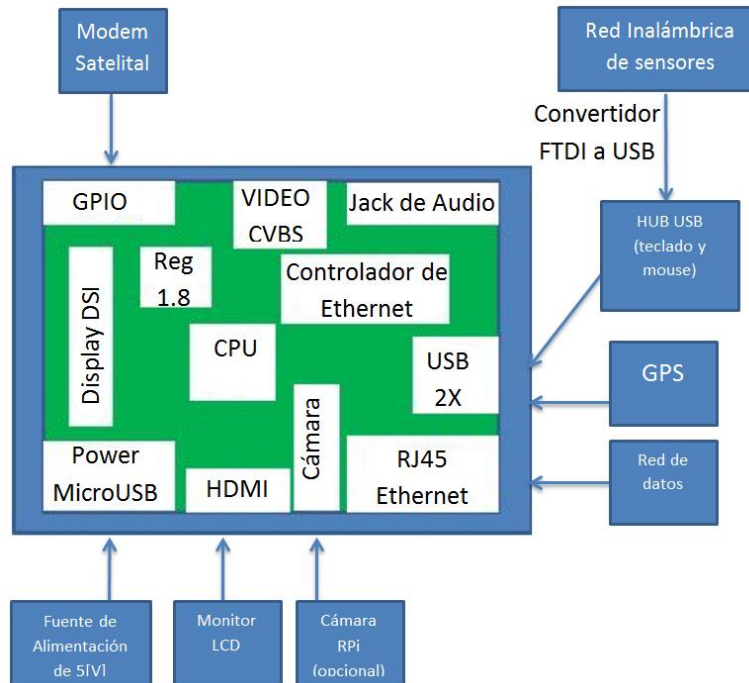 Modem
Satelital
Red Inalámbrica
de sensores
Convertidor
FTDI a USB
GPIO
VIDEO
CVBS
Jack de Audio
HUB USB
(teclado y
mouse)
Reg
1.8
Controlador de
Ethernet
Display DSI
CPU
USB
2X
GPS
Cámara
Power
MicroUSB
HDMI
RJ45
Ethernet
Red de
datos
Fuente de
Alimentación
de 5[V]
Monitor
LCD
Cámara
RPi
(opcional)